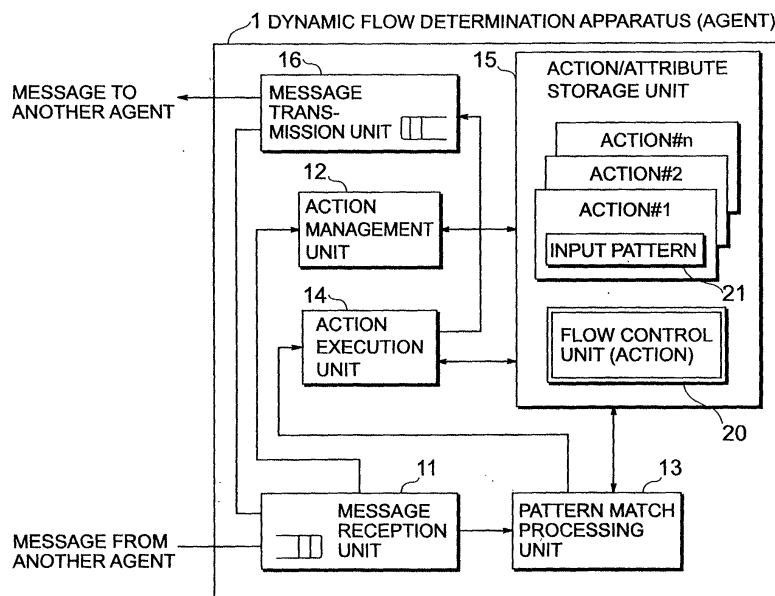 1 DYNAMIC FLOW DETERMINATION APPARATUS (AGENT)
MESSAGE TO
ANOTHER AGENT
16
MESSAGE
TRANS-
MISSION UNIT
15
ACTION/ATTRIBUTE
STORAGE UNIT
ACTION#n
ACTION#2
ACTION#1
INPUT PATTERN
21
12
ACTION
MANAGEMENT
UNIT
14
ACTION
EXECUTION
UNIT
FLOW CONTROL
UNIT (ACTION)
20
11
MESSAGE
RECEPTION
UNIT
13
PATTERN MATCH
PROCESSING
UNIT
MESSAGE FROM
ANOTHER AGENT